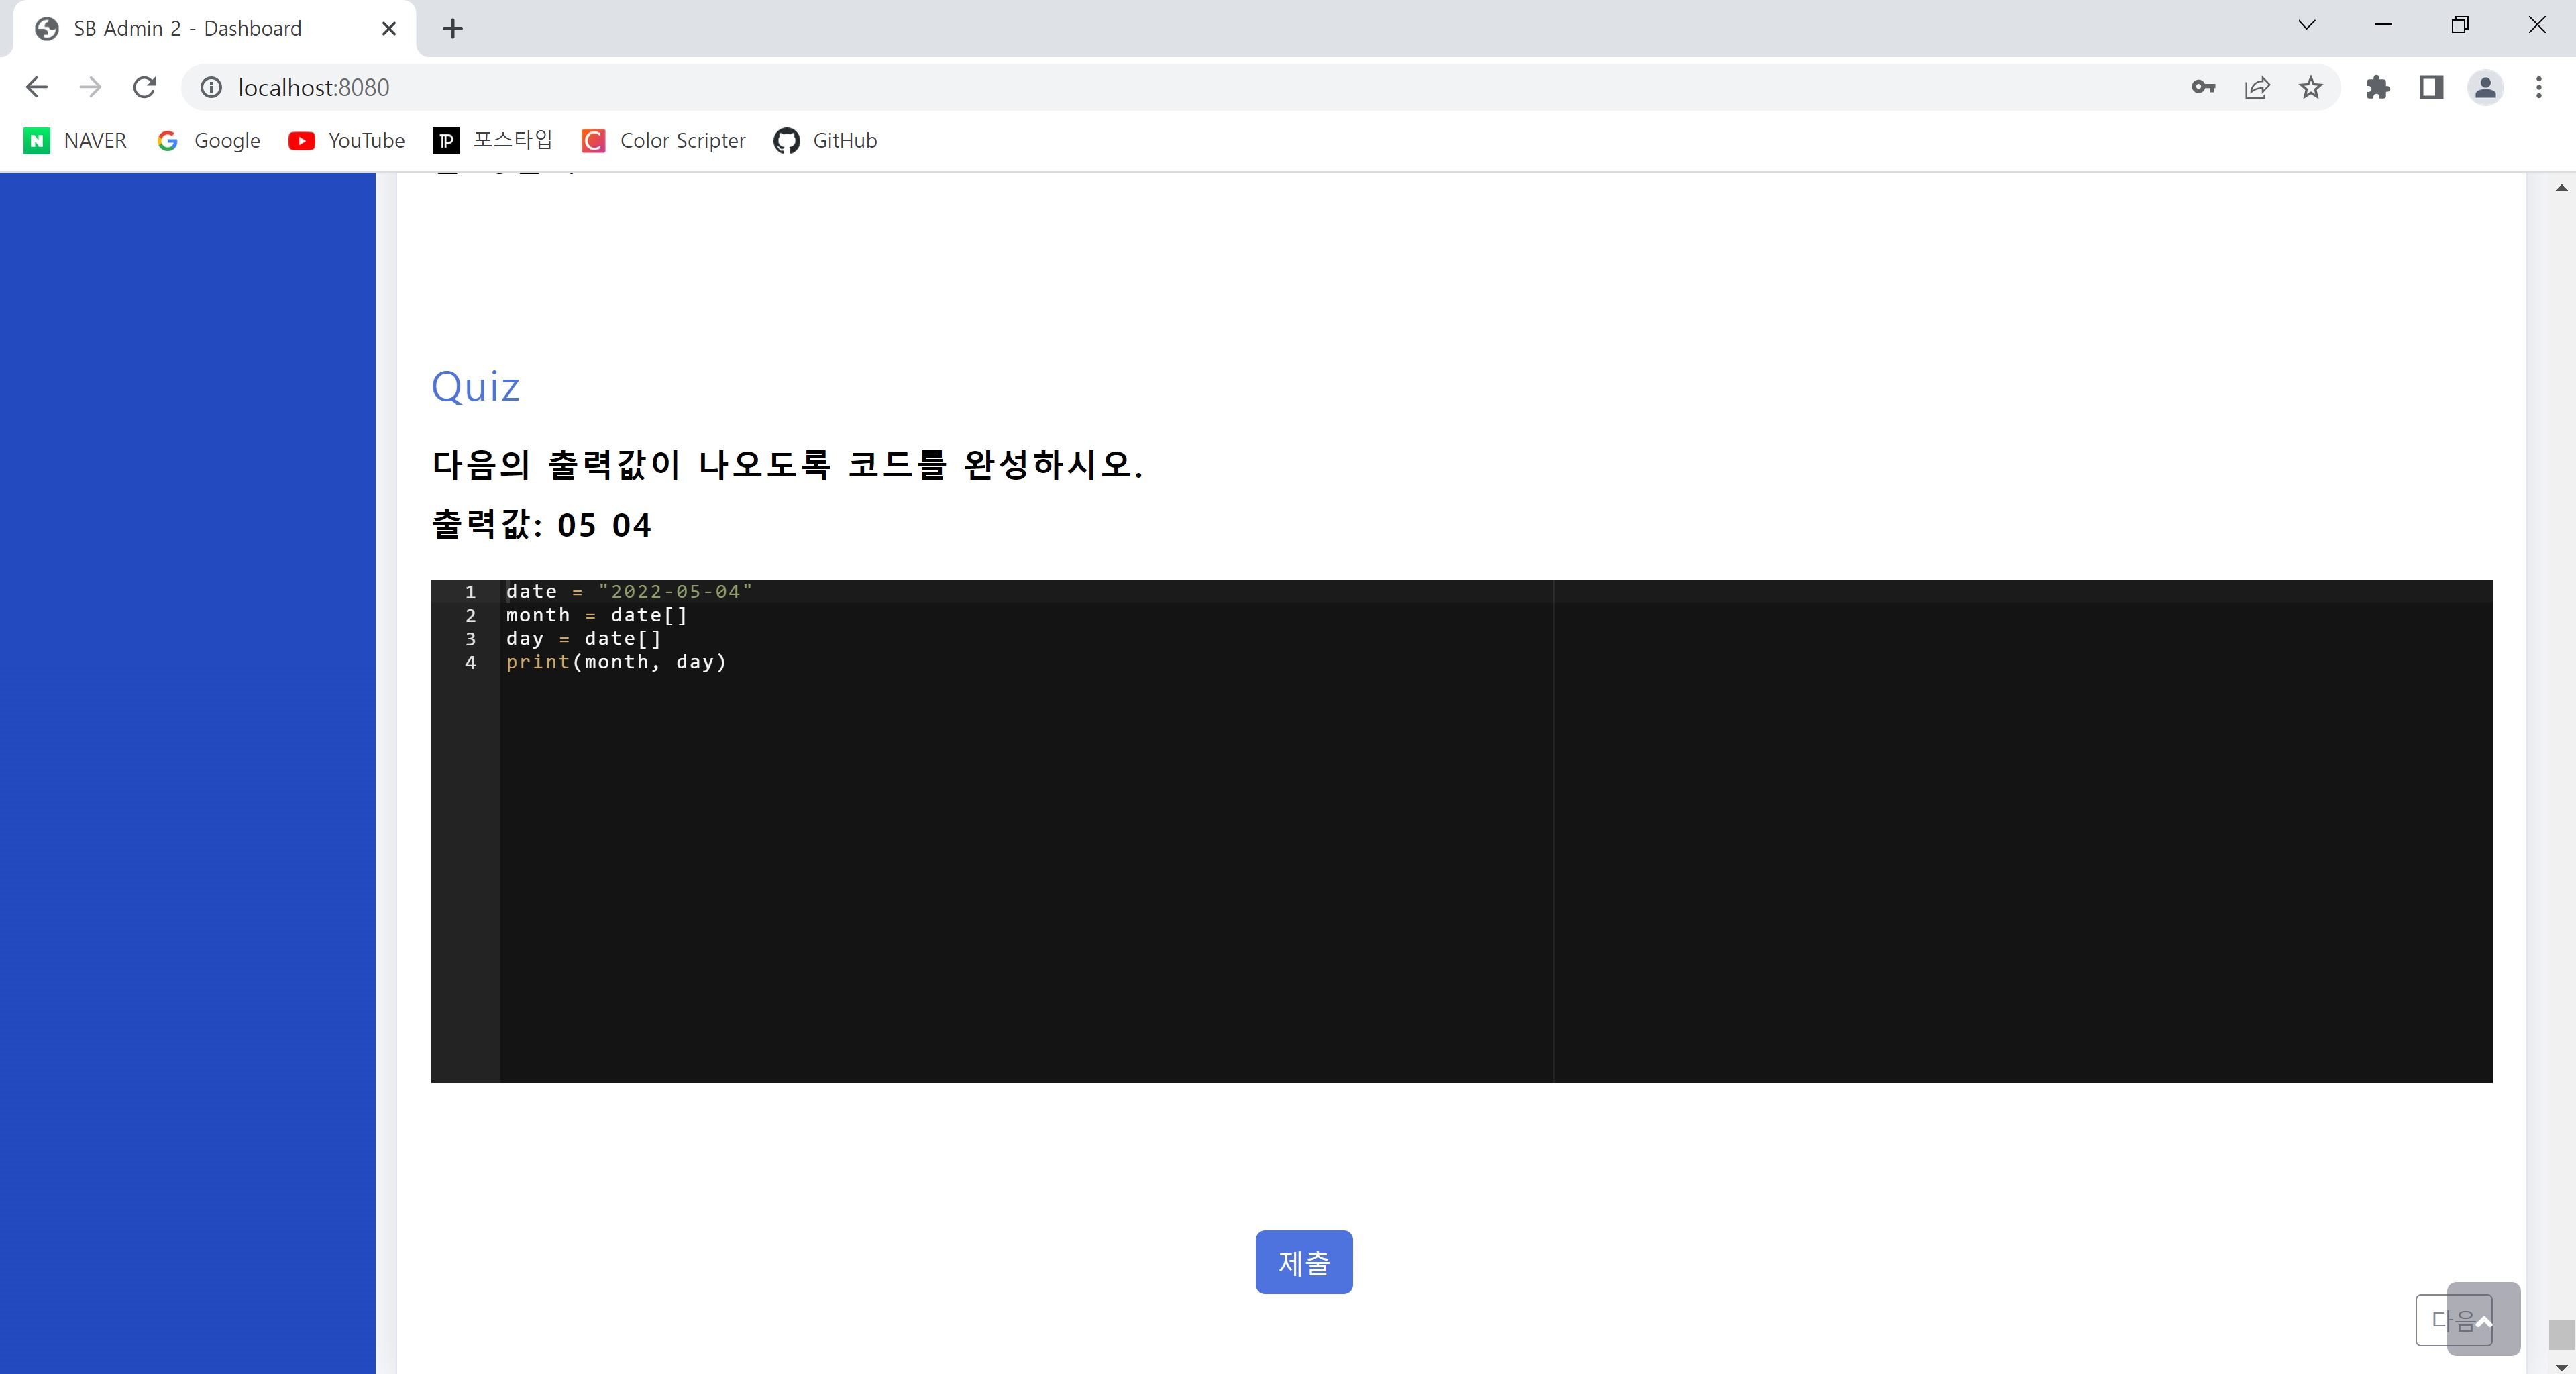 SB Admin 2 - Dashboard
localhost:8080
NAVER Google YouTube 포스타입 Color Scripter GitHub
Quiz
다음의 출력값이 나오도록 코드를 완성하시오.
출력값: 05 04
1 date = "2022-05-04"
2 month = date[]
3 day = date[]
4 print(month, day)
제출
다음